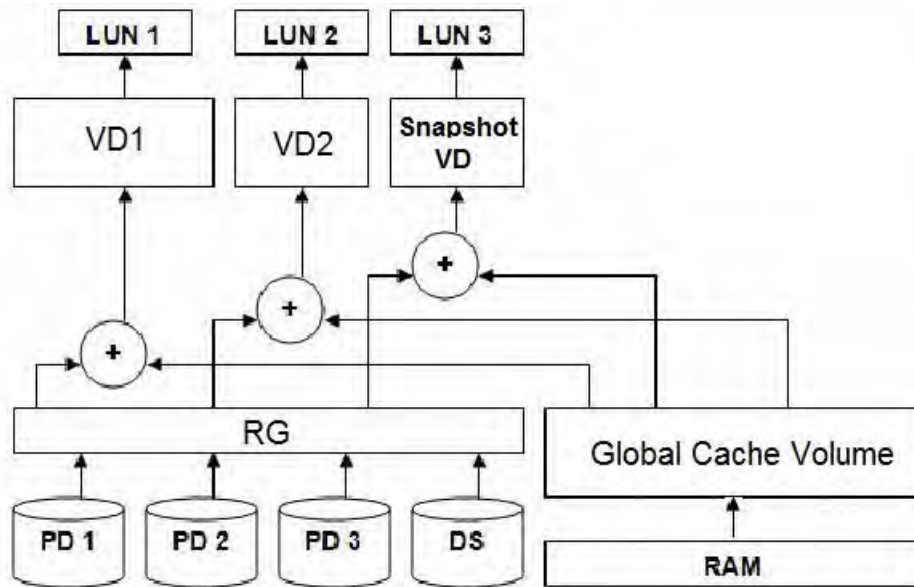 LUN 1
LUN 2
LUN 3
VD1
VD2
Snapshot
VD
+
+
+
RG
Global Cache Volume
PD 1
PD 2
PD 3
DS
RAM